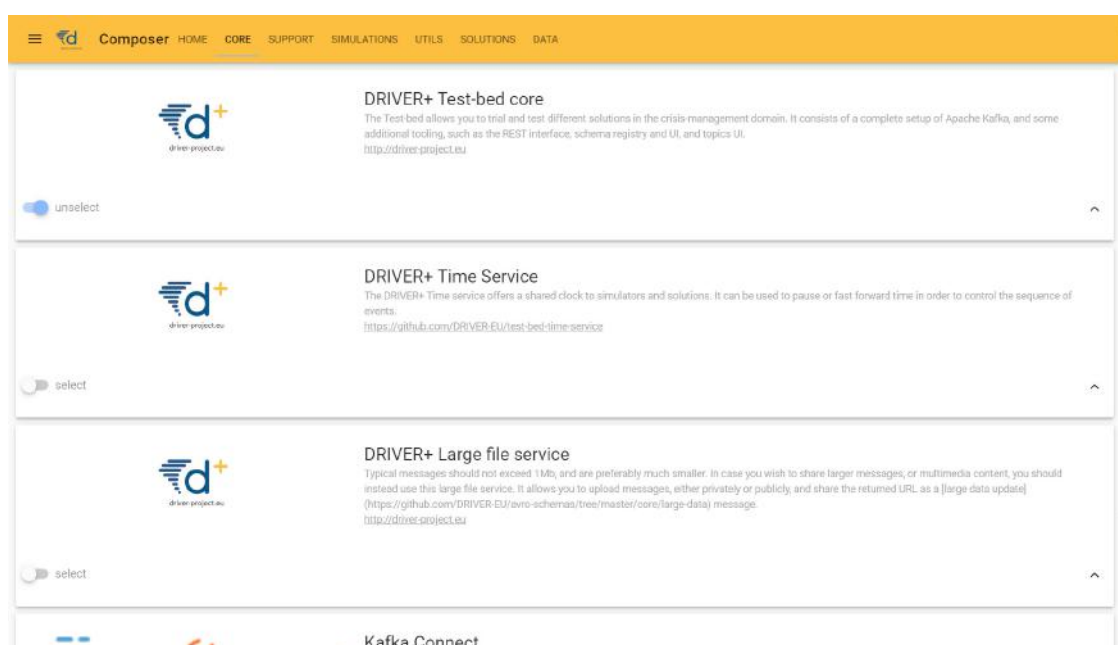 Composer HOME CORE SUPPORT SIMULATIONS UTILS SOLUTIONS DATA
d+
driver-project.eu
DRIVER+ Test-bed core
The Test-bed allows you to trial and test different solutions in the crisis-management domain. It consists of a complete setup of Apache Kafka, and some
additional tooling, such as the REST interface, schema registry and UI, and topics UI.
http://driver-project.eu
unselect
d+
driver-project.eu
DRIVER+ Time Service
The DRIVER+ Time service offers a shared clock to simulators and solutions. It can be used to pause or fast forward time in order to control the sequence of
events.
https://github.com/DRIVER-EU/test-bed-time-service
select
d+
driver-project.eu
DRIVER+ Large file service
Typical messages should not exceed 1Mb, and are preferably much smaller. In case you wish to share larger messages, or multimedia content, you should
instead use this large file service. It allows you to upload messages, either privately or publicly, and share the returned URL as a [large data update]
(https://github.com/DRIVER-EU/avro-schemas/tree/master/core/large-data) message.
http://driver-project.eu
select
Kafka Connect